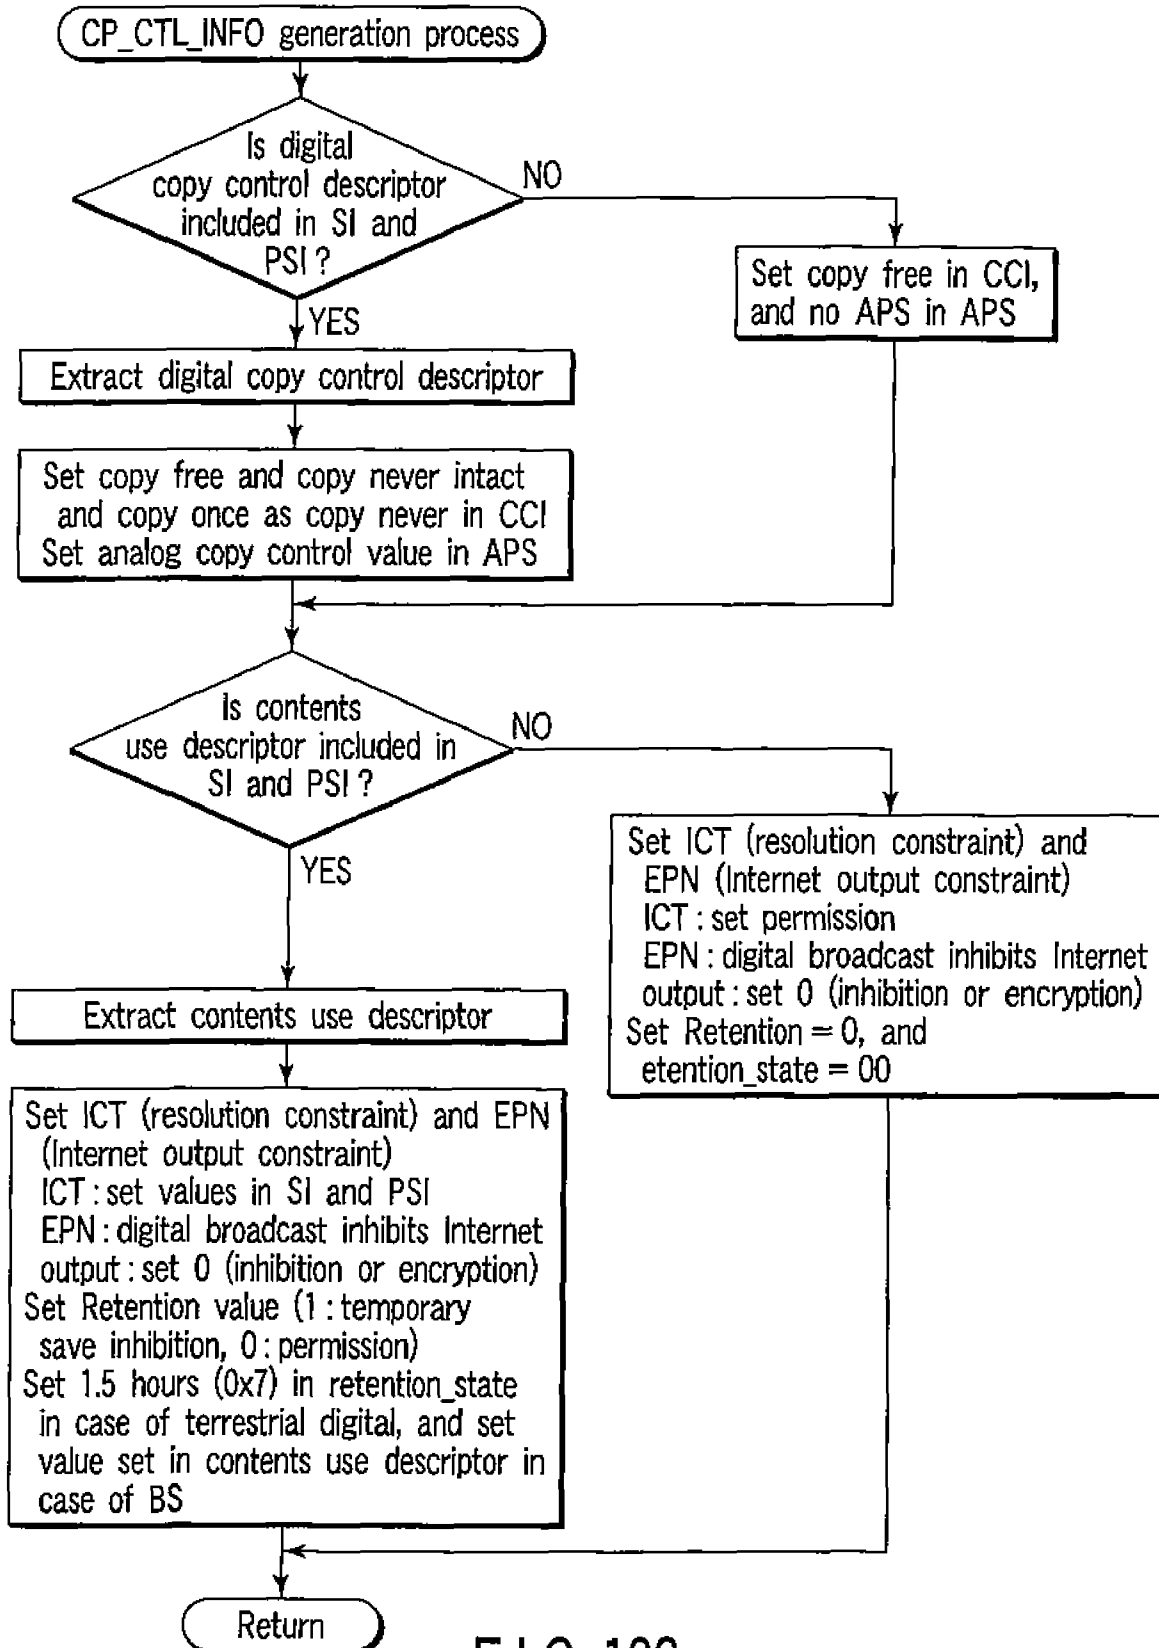 CP_CTL_INFO generation process
Is digital
copy control descriptor
included in SI and
PSI ?
NO
Set copy free in CCI,
and no APS in APS
YES
Extract digital copy control descriptor
Set copy free and copy never intact
and copy once as copy never in CCI
Set analog copy control value in APS
Is contents
use descriptor included in
SI and PSI ?
NO
Set ICT (resolution constraint) and
EPN (Internet output constraint)
ICT : set permission
EPN : digital broadcast inhibits Internet
output : set 0 (inhibition or encryption)
Set Retention = 0, and
etention_state = 00
YES
Extract contents use descriptor
Set ICT (resolution constraint) and EPN
(Internet output constraint)
ICT : set values in SI and PSI
EPN : digital broadcast inhibits Internet
output : set 0 (inhibition or encryption)
Set Retention value (1 : temporary
save inhibition, 0 : permission)
Set 1.5 hours (0x7) in retention_state
in case of terrestrial digital, and set
value set in contents use descriptor in
case of BS
Return